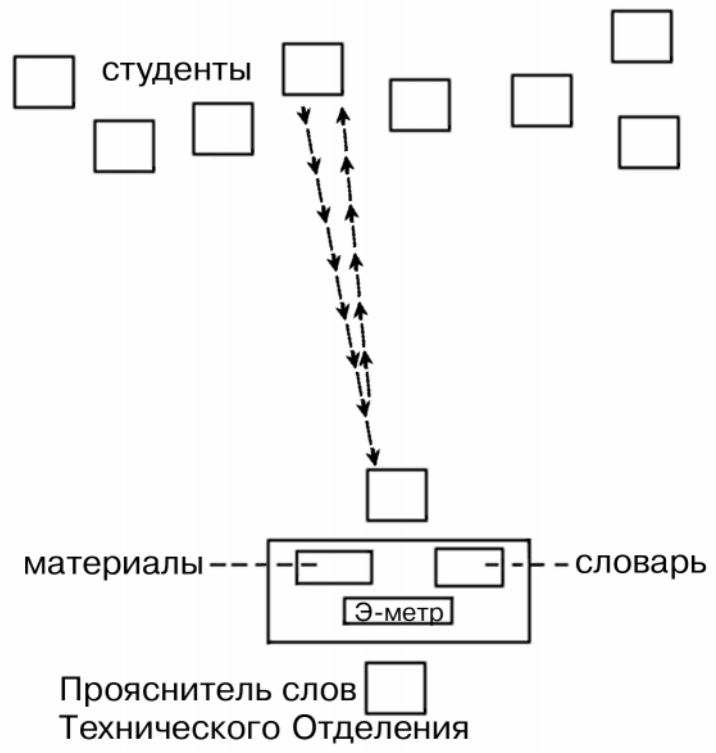 студенты
материалы
словарь
Э-метр
Прояснитель слов
Технического Отделения